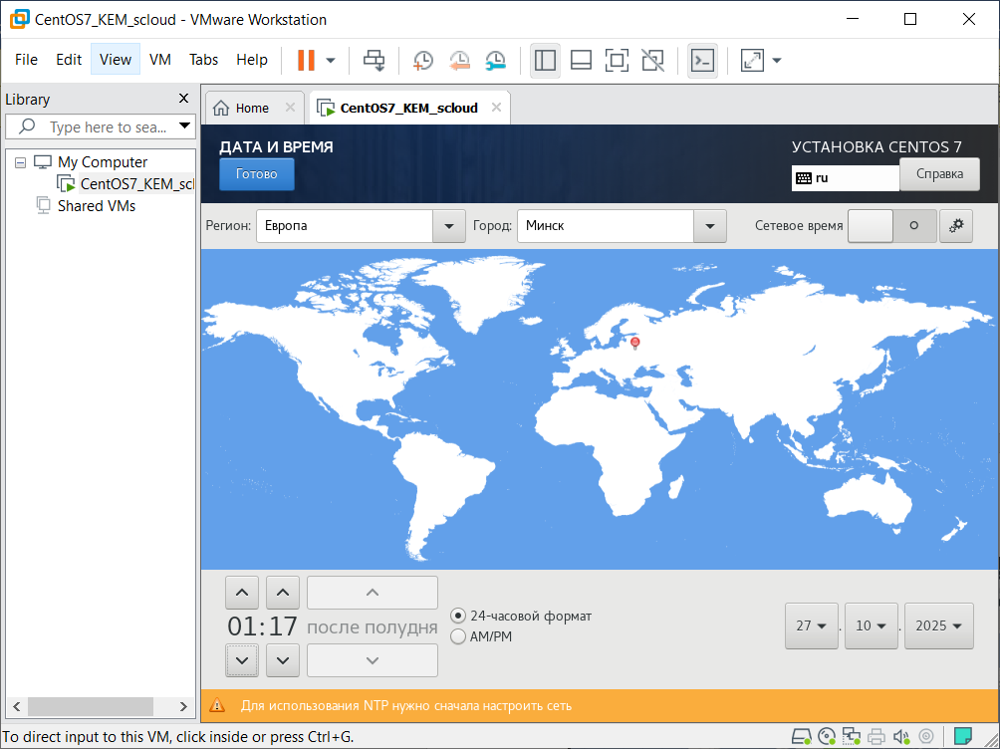 CentOS7_KEM_scloud - VMware Workstation
File Edit View VM Tabs Help
Library
Type here to sea...
My Computer
CentOS7_KEM_scl
Shared VMs
Home
CentOS7_KEM_scloud
ДАТА И ВРЕМЯ
УСТАНОВКА CENTOS 7
Готово
ru
Справка
Регион: Европа Город: Минск Сетевое время O
01:17 после полудня
24-часовой формат
AM/PM
27 . 10 . 2025
Для использования NTP нужно сначала настроить сеть
To direct input to this VM, click inside or press Ctrl+G.